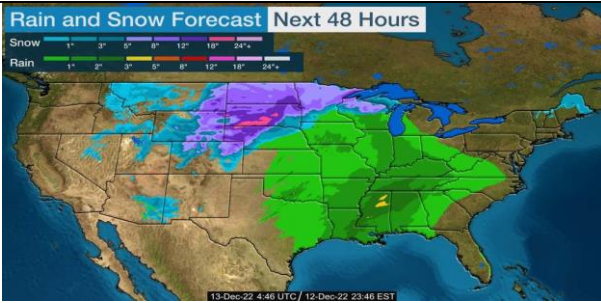 Rain and Snow Forecast Next 48 Hours
Snow
1" 3" 5" 8" 12" 18" 24"+
Rain
1" 2" 3" 5" 8" 12" 18" 24"+
13-Dec-22 4:46 UTC / 12-Dec-22 23:46 EST